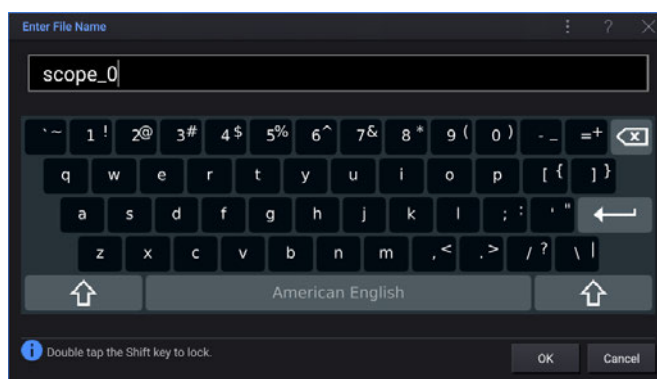 Enter File Name ?
scope_0
` ~ 1 ! 2 @ 3 # 4 $ 5 % 6 ^ 7 & 8 * 9 ( 0 ) - _ = +
q w e r t y u i o p [ { ] }
a s d f g h j k l ; : ' "
z x c v b n m , < . > / ? \ |
American English
i Double tap the Shift key to lock.
OK Cancel